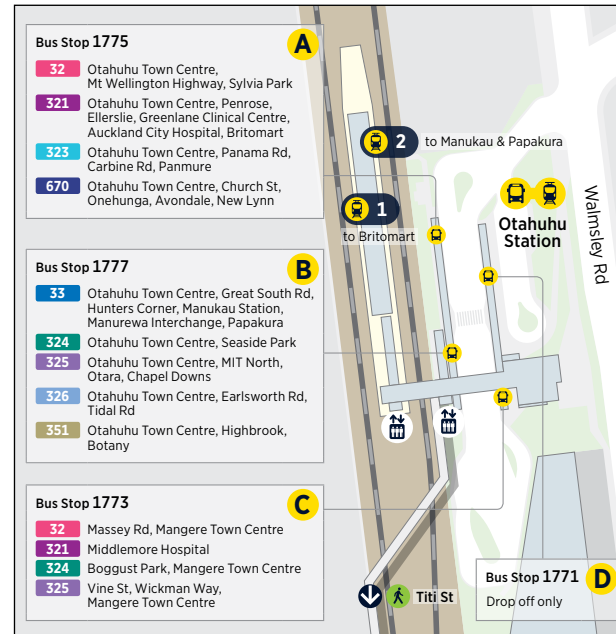 Bus Stop 1775
A
32 Otahuhu Town Centre,
Mt Wellington Highway, Sylvia Park
321 Otahuhu Town Centre, Penrose,
Ellerslie, Greenlane Clinical Centre,
Auckland City Hospital, Britomart
323 Otahuhu Town Centre, Panama Rd,
Carbine Rd, Panmure
670 Otahuhu Town Centre, Church St,
Onehunga, Avondale, New Lynn
2 to Manukau & Papakura
1
to Britomart
Otahuhu
Station
Walmsley Rd
Bus Stop 1777
B
33 Otahuhu Town Centre, Great South Rd,
Hunters Corner, Manukau Station,
Manurewa Interchange, Papakura
324 Otahuhu Town Centre, Seaside Park
325 Otahuhu Town Centre, MIT North,
Otara, Chapel Downs
326 Otahuhu Town Centre, Earlsworth Rd,
Tidal Rd
351 Otahuhu Town Centre, Highbrook,
Botany
Bus Stop 1773
C
32 Massey Rd, Mangere Town Centre
321 Middlemore Hospital
324 Boggust Park, Mangere Town Centre
325 Vine St, Wickman Way,
Mangere Town Centre
Titi St
Bus Stop 1771
D
Drop off only